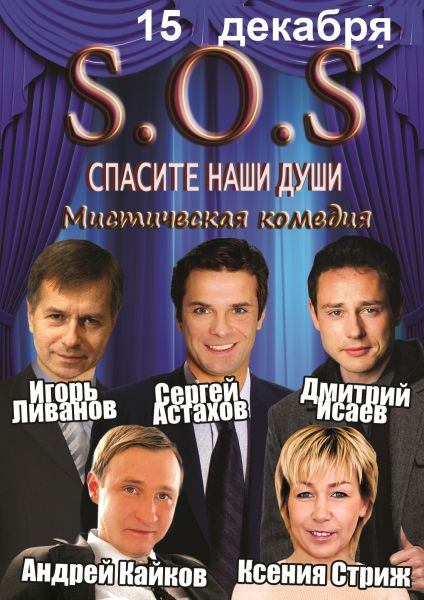 15 декабря
S.O.S
СПАСИТЕ НАШИ ДУШИ
Мистическая комедия
Игорь
Ливанов
Сергей
Астахов
Дмитрий
Исаев
Андрей Кайков
Ксения Стриж